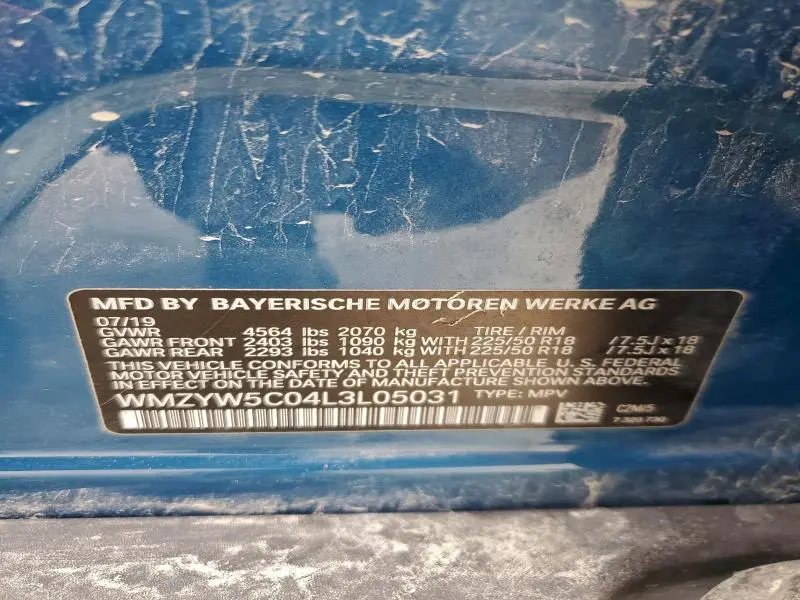 MFD BY BAYERISCHE MOTOREN WERKE AG
07/19
GVWR 4564 lbs 2070 kg TIRE / RIM
GAWR FRONT 2403 lbs 1090 kg WITH 225/50 R18 /7.5J x 18
GAWR REAR 2293 lbs 1040 kg WITH 225/50 R18 /7.5J x 18
THIS VEHICLE CONFORMS TO ALL APPLICABLE U.S. FEDERAL
MOTOR VEHICLE SAFETY AND THEFT PREVENTION STANDARDS
IN EFFECT ON THE DATE OF MANUFACTURE SHOWN ABOVE.
WMZYW5C04L3L05031 TYPE: MPV
C2M/5